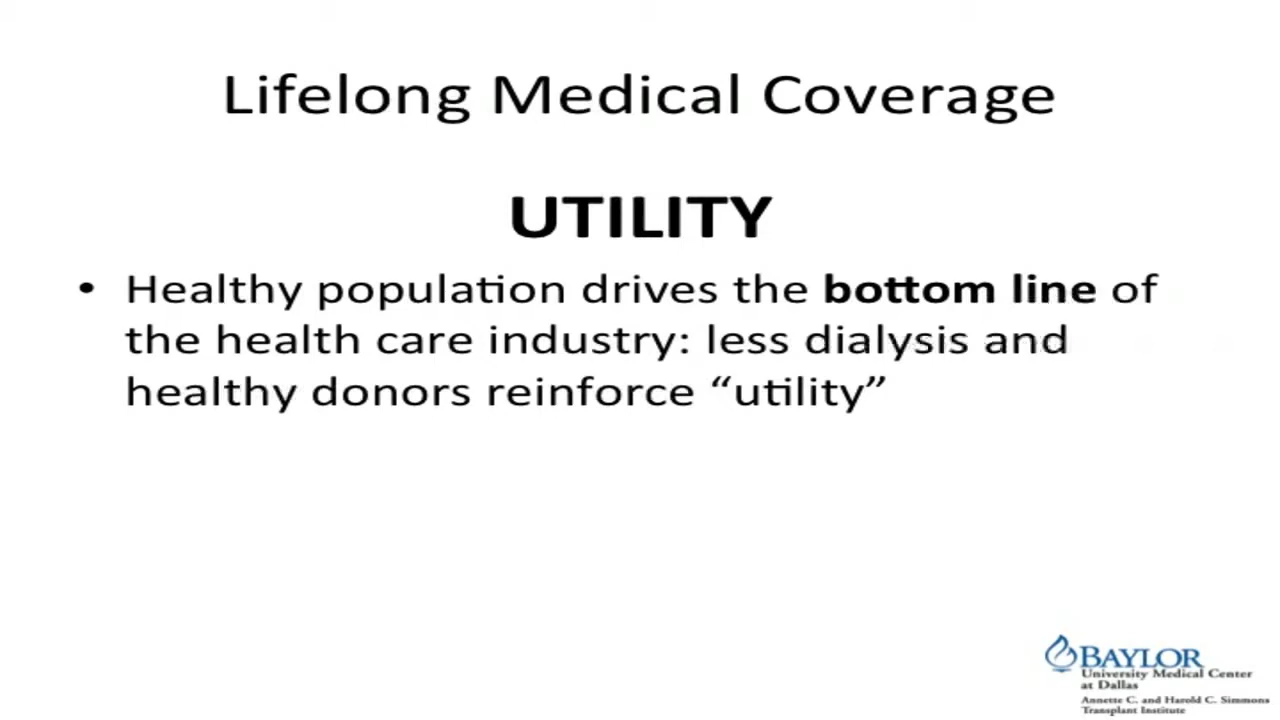 Lifelong Medical Coverage
UTILITY
• Healthy population drives the bottom line of
the health care industry: less dialysis and
healthy donors reinforce “utility”
BAYLOR
University Medical Center
at Dallas
Annette C. and Harold C. Simmons
Transplant Institute